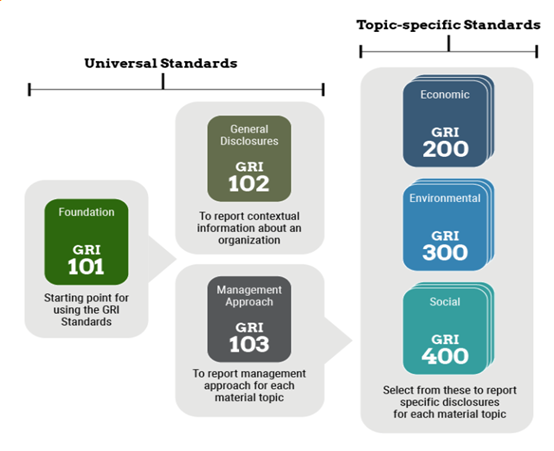 Topic-specific Standards
Universal Standards
Foundation
GRI
101
Starting point for
using the GRI
Standards
General
Disclosures
GRI
102
To report contextual
information about an
organization
Management
Approach
GRI
103
To report management
approach for each
material topic
Economic
GRI
200
Environmental
GRI
300
Social
GRI
400
Select from these to report
specific disclosures
for each material topic